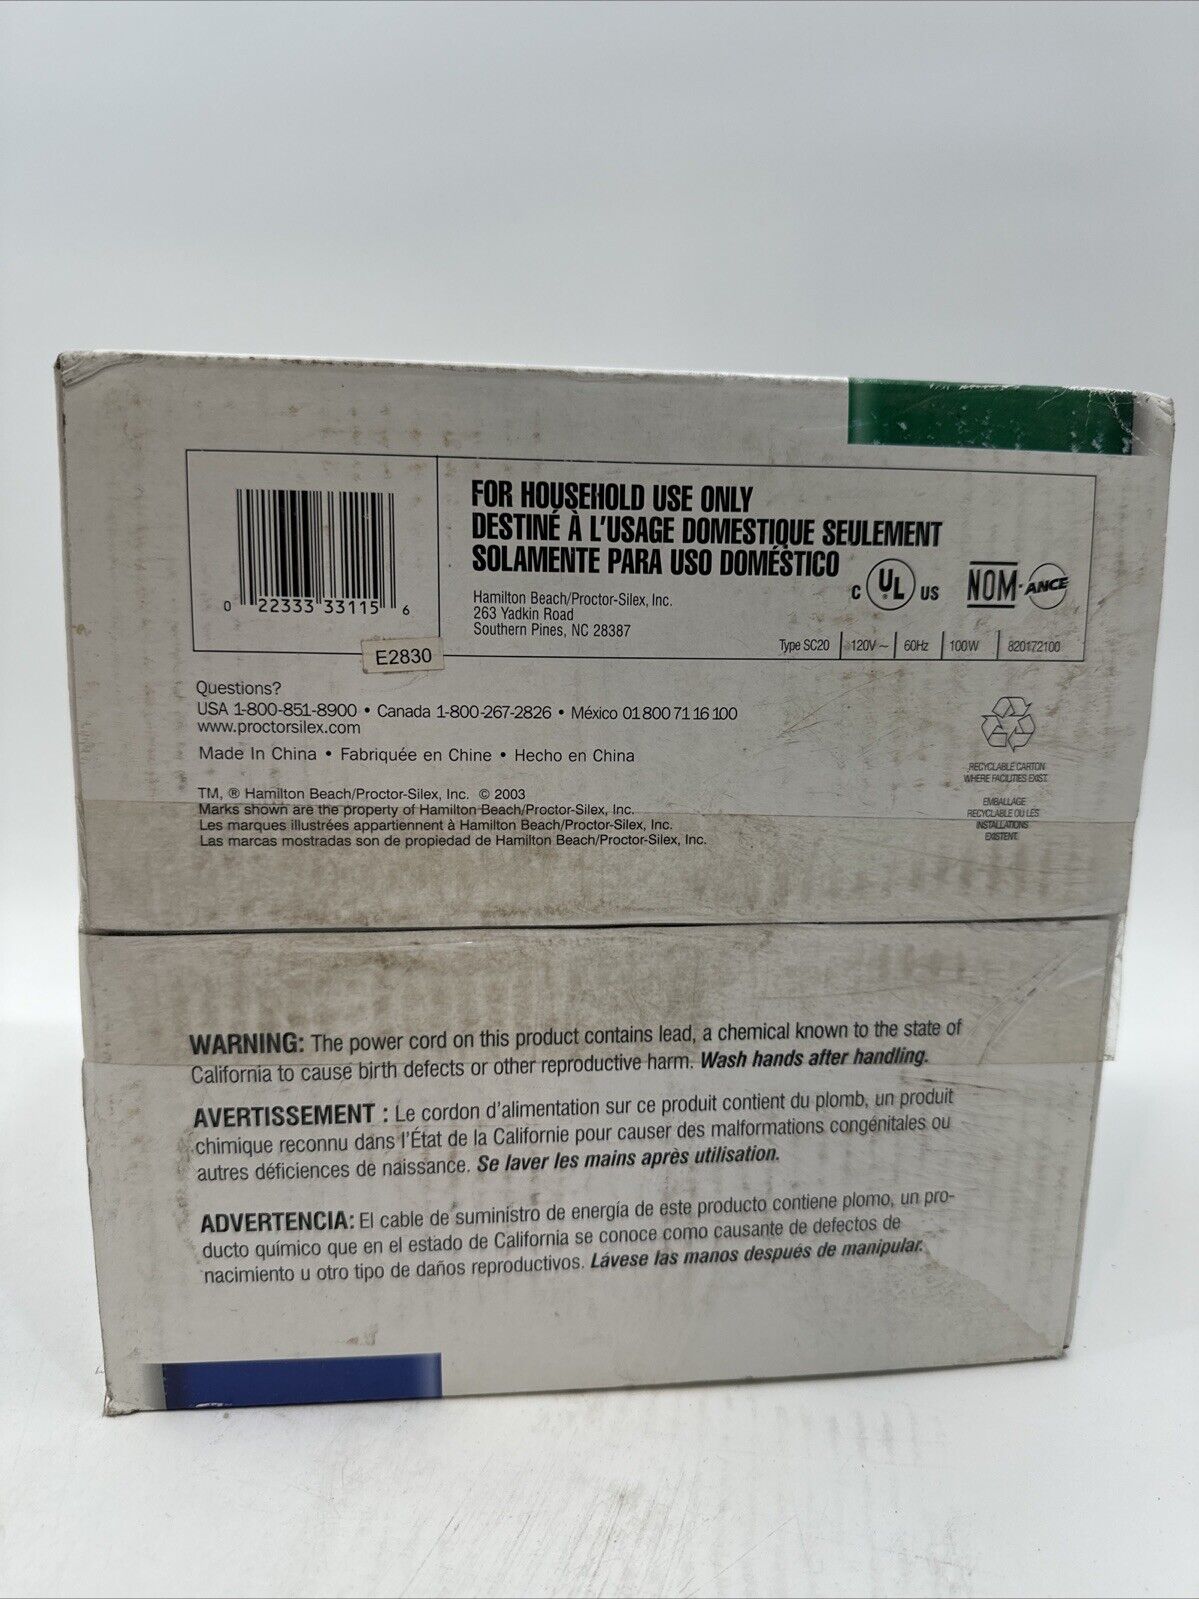 0 22333 33115 6
E2830
FOR HOUSEHOLD USE ONLY
DESTINÉ À L'USAGE DOMESTIQUE SEULEMENT
SOLAMENTE PARA USO DOMÉSTICO
Hamilton Beach/Proctor-Silex, Inc.
263 Yadkin Road
Southern Pines, NC 28387
C UL US
NOM-ANCE
Type SC20 120V~ 60Hz 100W 820172100
Questions?
USA 1-800-851-8900 • Canada 1-800-267-2826 • México 01 800 71 16 100
www.proctorsilex.com
Made In China • Fabriquée en Chine • Hecho en China
TM, ® Hamilton Beach/Proctor-Silex, Inc. © 2003
Marks shown are the property of Hamilton Beach/Proctor-Silex, Inc.
Les marques illustrées appartiennent à Hamilton Beach/Proctor-Silex, Inc.
Las marcas mostradas son de propiedad de Hamilton Beach/Proctor-Silex, Inc.
RECYCLABLE CARTON
WHERE FACILITIES EXIST.
EMBALLAGE
RECYCLABLE OÙ LES
INSTALLATIONS
EXISTENT.
WARNING: The power cord on this product contains lead, a chemical known to the state of
California to cause birth defects or other reproductive harm. Wash hands after handling.
AVERTISSEMENT : Le cordon d'alimentation sur ce produit contient du plomb, un produit
chimique reconnu dans l'État de la Californie pour causer des malformations congénitales ou
autres déficiences de naissance. Se laver les mains après utilisation.
ADVERTENCIA: El cable de suministro de energía de este producto contiene plomo, un pro-
ducto químico que en el estado de California se conoce como causante de defectos de
nacimiento u otro tipo de daños reproductivos. Lávese las manos después de manipular.